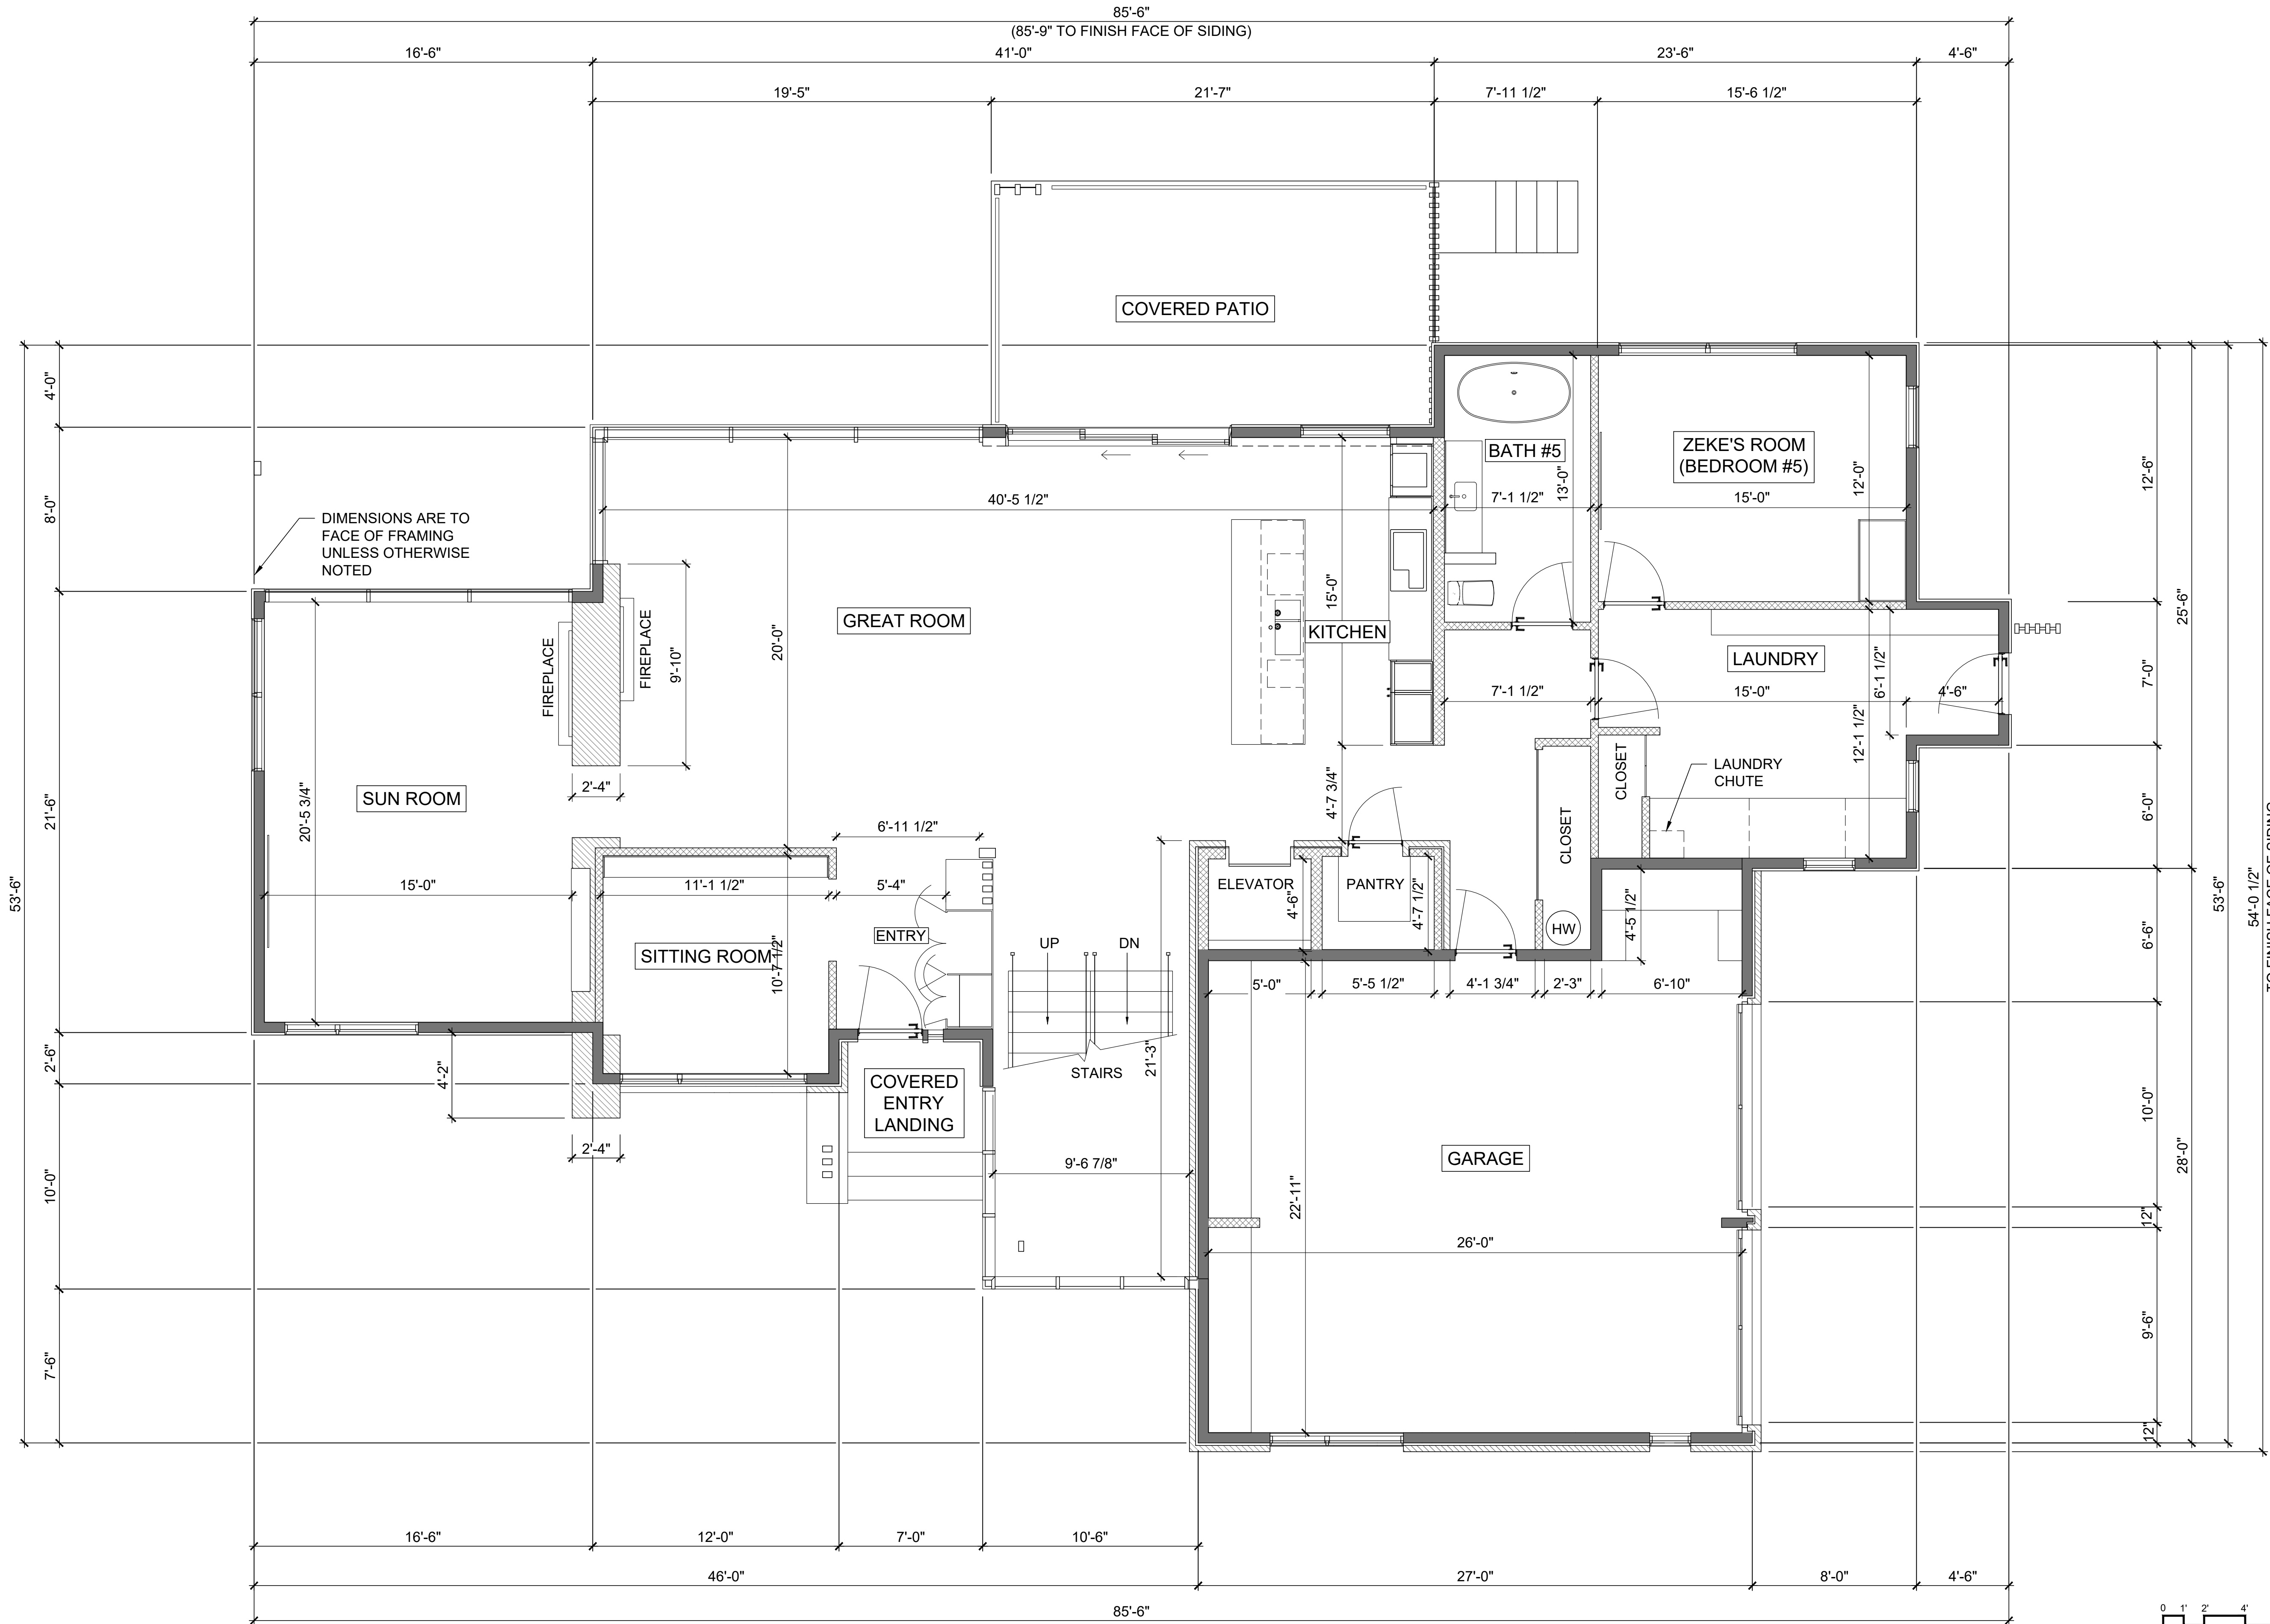 85'-6"
(85'-9" TO FINISH FACE OF SIDING)
16'-6"
41'-0"
23'-6"
4'-6"
19'-5"
21'-7"
7'-11 1/2"
15'-6 1/2"
COVERED PATIO
4'-0"
8'-0"
21'-6"
2'-6"
10'-0"
7'-6"
53'-6"
DIMENSIONS ARE TO
FACE OF FRAMING
UNLESS OTHERWISE
NOTED
40'-5 1/2"
GREAT ROOM
20'-0"
FIREPLACE
FIREPLACE
9'-10"
2'-4"
SUN ROOM
20'-5 3/4"
15'-0"
KITCHEN
15'-0"
4'-7 3/4"
BATH #5
7'-1 1/2"
13'-0"
ZEKE'S ROOM
(BEDROOM #5)
15'-0"
12'-0"
LAUNDRY
7'-1 1/2"
15'-0"
6'-1 1/2"
4'-6"
12'-1 1/2"
CLOSET
LAUNDRY
CHUTE
CLOSET
6'-11 1/2"
11'-1 1/2"
5'-4"
ENTRY
SITTING ROOM
10'-7 1/2"
ELEVATOR
4'-6"
PANTRY
4'-7 1/2"
HW
4'-5 1/2"
UP
DN
STAIRS
21'-3"
5'-0"
5'-5 1/2"
4'-1 3/4"
2'-3"
6'-10"
4'-2"
2'-4"
COVERED
ENTRY
LANDING
9'-6 7/8"
GARAGE
22'-11"
26'-0"
12'-6"
7'-0"
6'-0"
6'-6"
10'-0"
12"
9'-6"
12"
25'-6"
28'-0"
53'-6"
54'-0 1/2"
TO FINISH FACE OF SIDING
16'-6"
12'-0"
7'-0"
10'-6"
46'-0"
27'-0"
8'-0"
4'-6"
85'-6"
0 1' 2' 4'